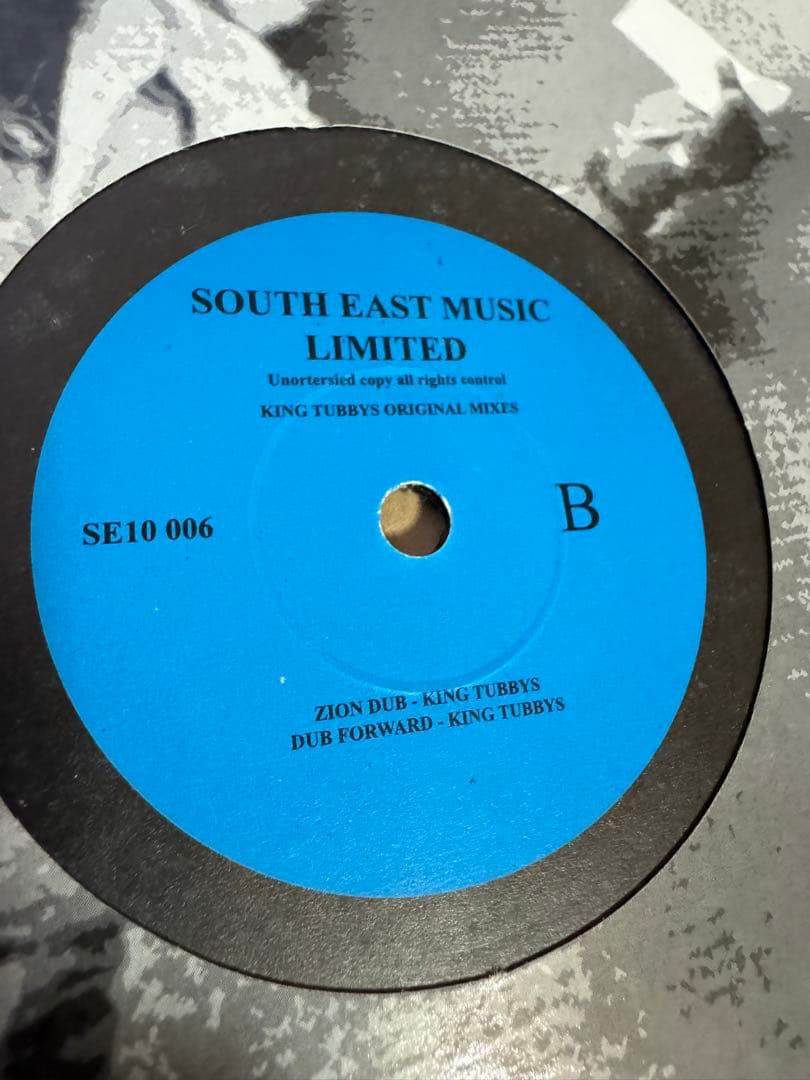 SOUTH EAST MUSIC
LIMITED
Unortersied copy all rights control
KING TUBBYS ORIGINAL MIXES
SE10 006
B
ZION DUB - KING TUBBYS
DUB FORWARD - KING TUBBYS